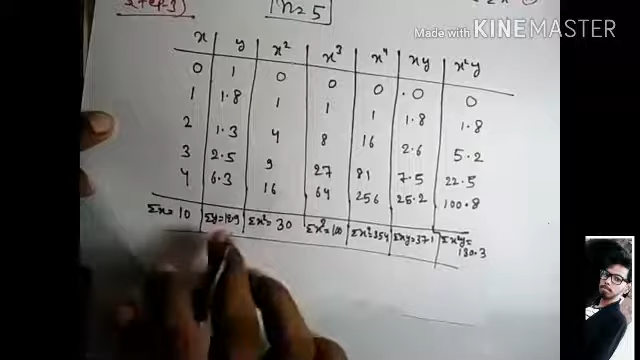 Step-3) n=5
Made with KINEMASTER
x y x² x³ x⁴ xy x²y
0 1 0 0 0 0 0
1 1.8 1 1 1 1.8 1.8
2 1.3 4 8 16 2.6 5.2
3 2.5 9 27 81 7.5 22.5
4 6.3 16 64 256 25.2 100.8
Σx=10 Σy=12.9 Σx²=30 Σx³=100 Σx⁴=354 Σxy=37.1 Σx²y=
130.3